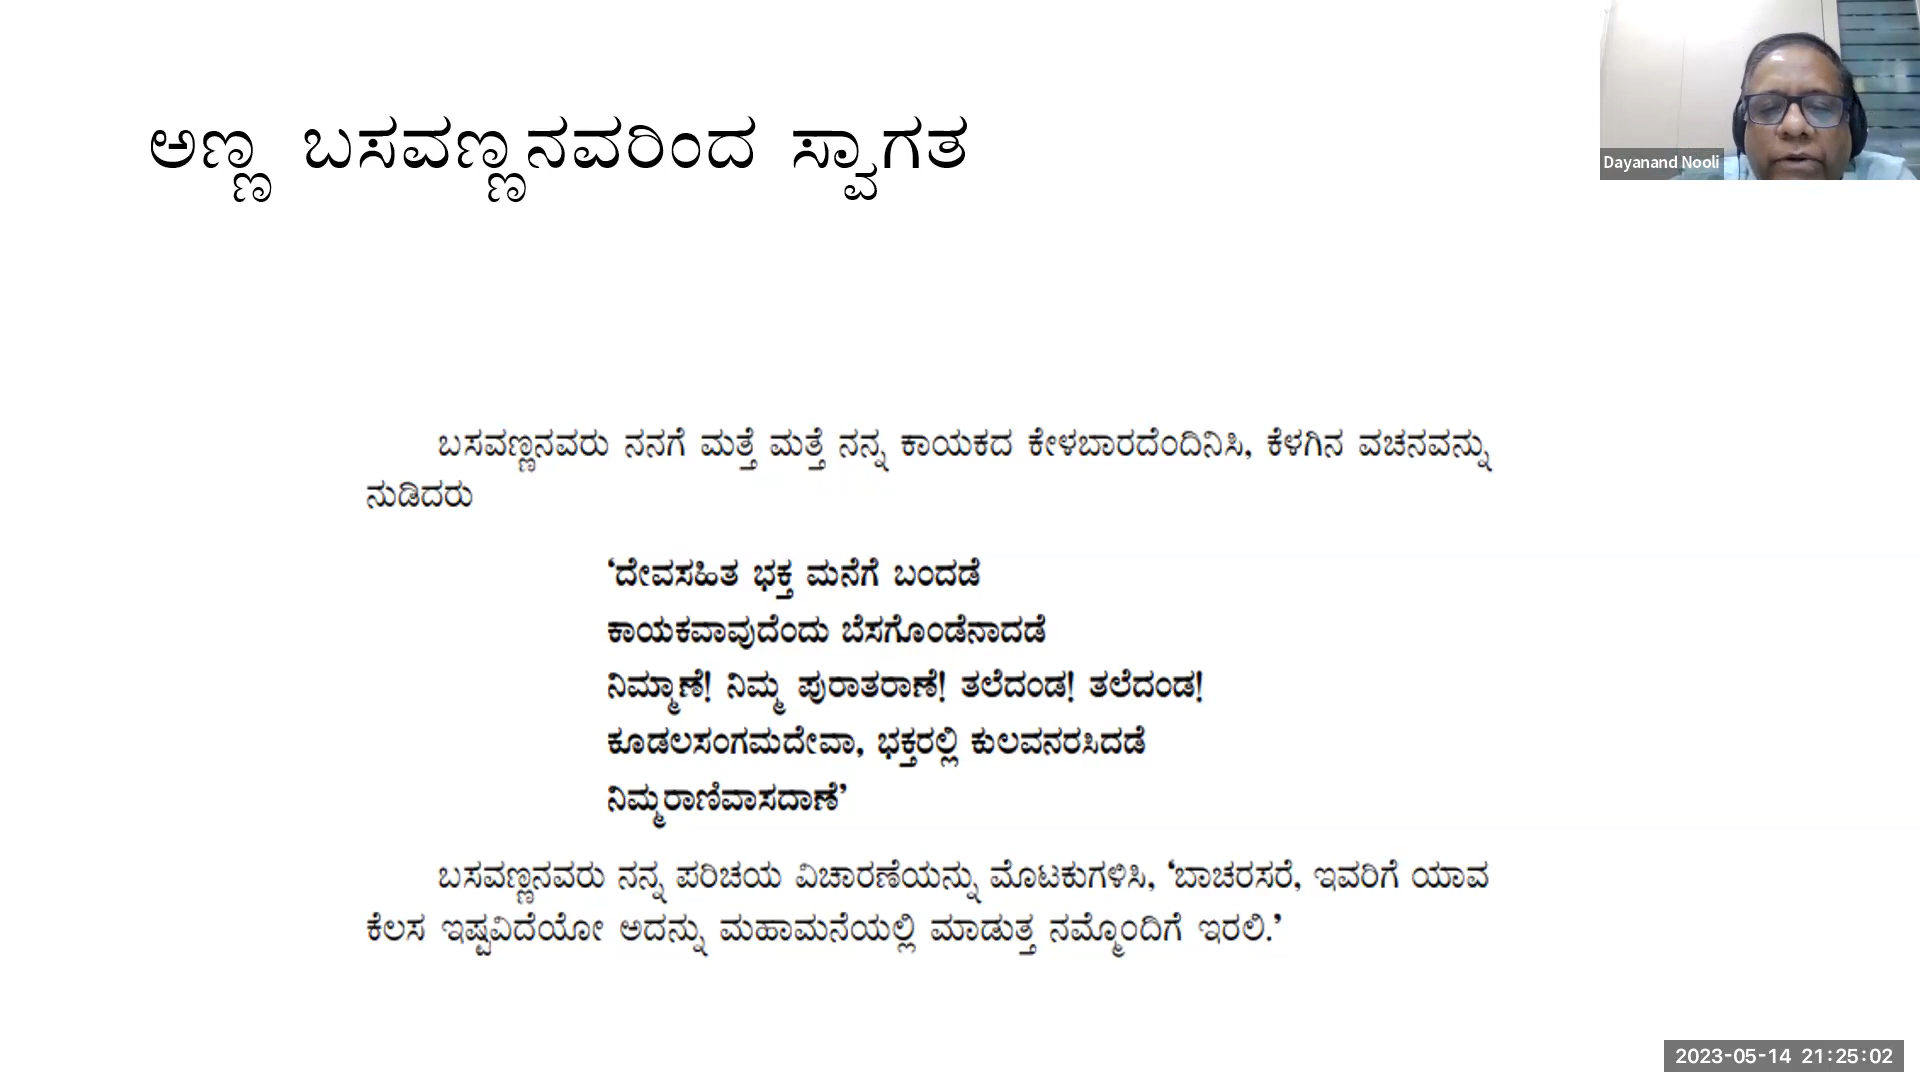 ಅಣ್ಣ ಬಸವಣ್ಣನವರಿಂದ ಸ್ವಾಗತ
Dayanand Nooli
ಬಸವಣ್ಣನವರು ನನಗೆ ಮತ್ತೆ ಮತ್ತೆ ನನ್ನ ಕಾಯಕದ ಕೇಳಬಾರದೆಂದಿನಿಸಿ, ಕೆಳಗಿನ ವಚನವನ್ನು
ನುಡಿದರು
‘ದೇವಸಹಿತ ಭಕ್ತ ಮನೆಗೆ ಬಂದಡೆ
ಕಾಯಕವಾವುದೆಂದು ಬೆಸಗೊಂಡೆನಾದಡೆ
ನಿಮ್ಮಾಣೆ! ನಿಮ್ಮ ಪುರಾತರಾಣೆ! ತಲೆದಂಡ! ತಲೆದಂಡ!
ಕೂಡಲಸಂಗಮದೇವಾ, ಭಕ್ತರಲ್ಲಿ ಕುಲವನರಸಿದಡೆ
ನಿಮ್ಮರಾಣಿವಾಸದಾಣೆ’
ಬಸವಣ್ಣನವರು ನನ್ನ ಪರಿಚಯ ವಿಚಾರಣೆಯನ್ನು ಮೊಟಕುಗಳಿಸಿ, ‘ಬಾಚರಸರೆ, ಇವರಿಗೆ ಯಾವ
ಕೆಲಸ ಇಷ್ಟವಿದೆಯೋ ಅದನ್ನು ಮಹಾಮನೆಯಲ್ಲಿ ಮಾಡುತ್ತ ನಮ್ಮೊಂದಿಗೆ ಇರಲಿ.’
2023-05-14 21:25:02